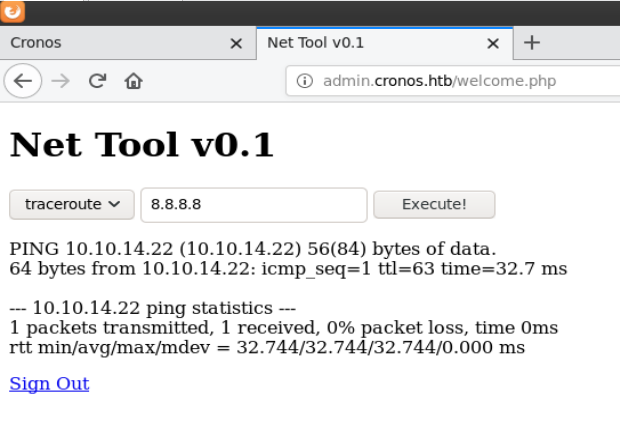 Cronos
Net Tool v0.1
admin.cronos.htb/welcome.php
Net Tool v0.1
traceroute 8.8.8.8 Execute!
PING 10.10.14.22 (10.10.14.22) 56(84) bytes of data.
64 bytes from 10.10.14.22: icmp_seq=1 ttl=63 time=32.7 ms
--- 10.10.14.22 ping statistics ---
1 packets transmitted, 1 received, 0% packet loss, time 0ms
rtt min/avg/max/mdev = 32.744/32.744/32.744/0.000 ms
Sign Out